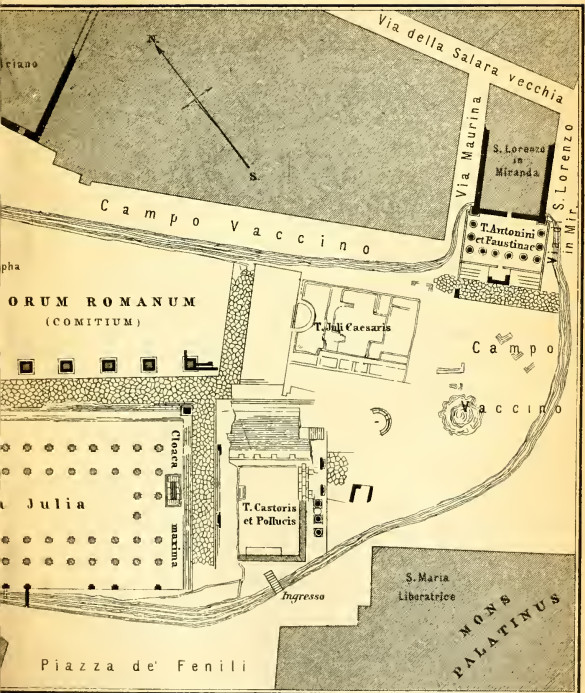 Via della Salara vecchia
N.
S.
Via Maurina
S. Lorenzo
in
Miranda
Via d. S. Lorenzo
in Mir.
T. Antonini
et Faustinae
Campo Vaccino
pha
ORUM ROMANUM
(COMITIUM)
T. Juli Caesaris
Campo
Vaccino
Cloaca maxima
a Julia
T. Castoris
et Pollucis
Ingresso
S. Maria
Liberatrice
MONS
PALATINUS
Piazza de' Fenili